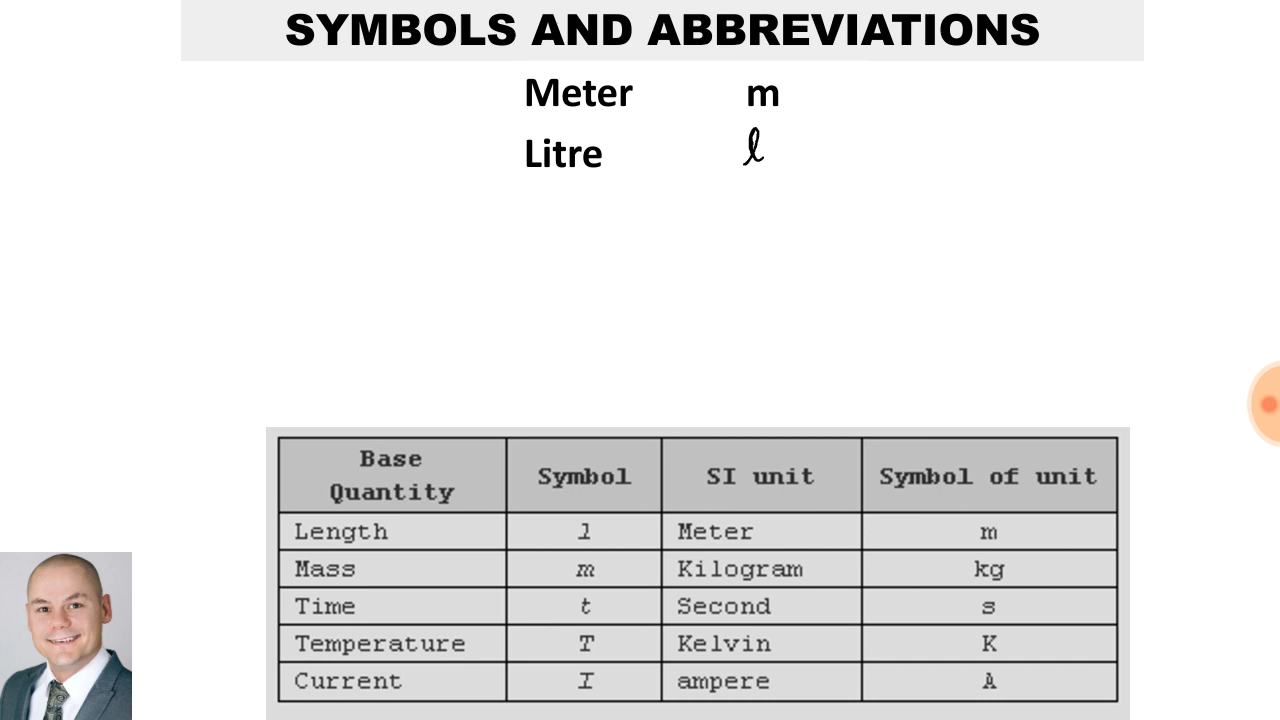 SYMBOLS AND ABBREVIATIONS
Meter m
Litre ℓ
Base Quantity Symbol SI unit Symbol of unit
Length l Meter m
Mass m Kilogram kg
Time t Second s
Temperature T Kelvin K
Current I ampere A